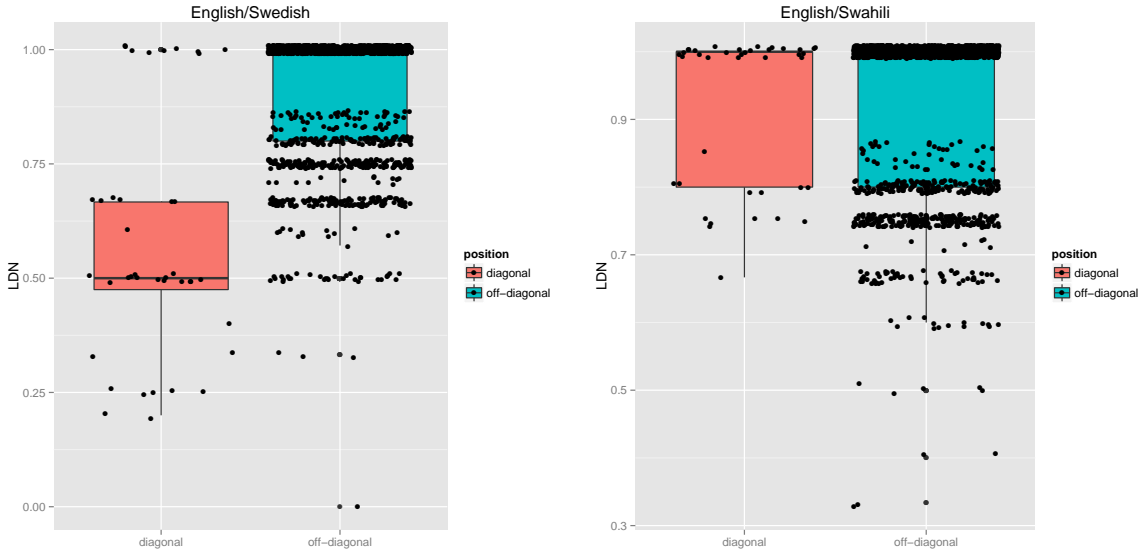 English/Swedish
1.00
0.75
0.50
0.25
0.00
LDN
diagonal
off−diagonal
position
diagonal
off−diagonal
English/Swahili
0.9
0.7
0.5
0.3
LDN
diagonal
off−diagonal
position
diagonal
off−diagonal